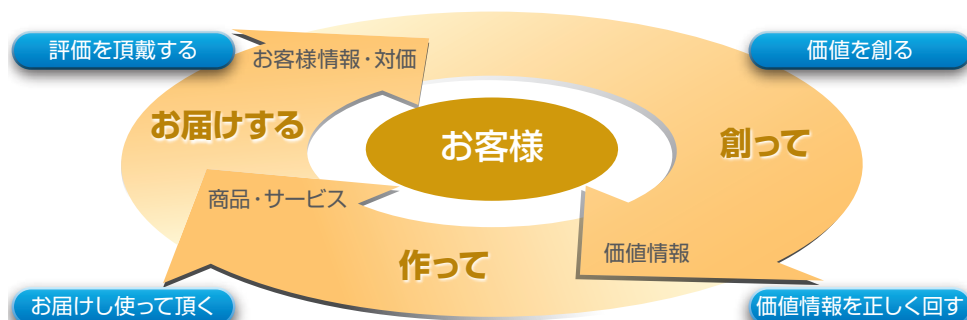 評価を頂戴する
価値を創る
お客様情報・対価
お届けする
お客様
創って
商品・サービス
作って
価値情報
お届けし使って頂く
価値情報を正しく回す